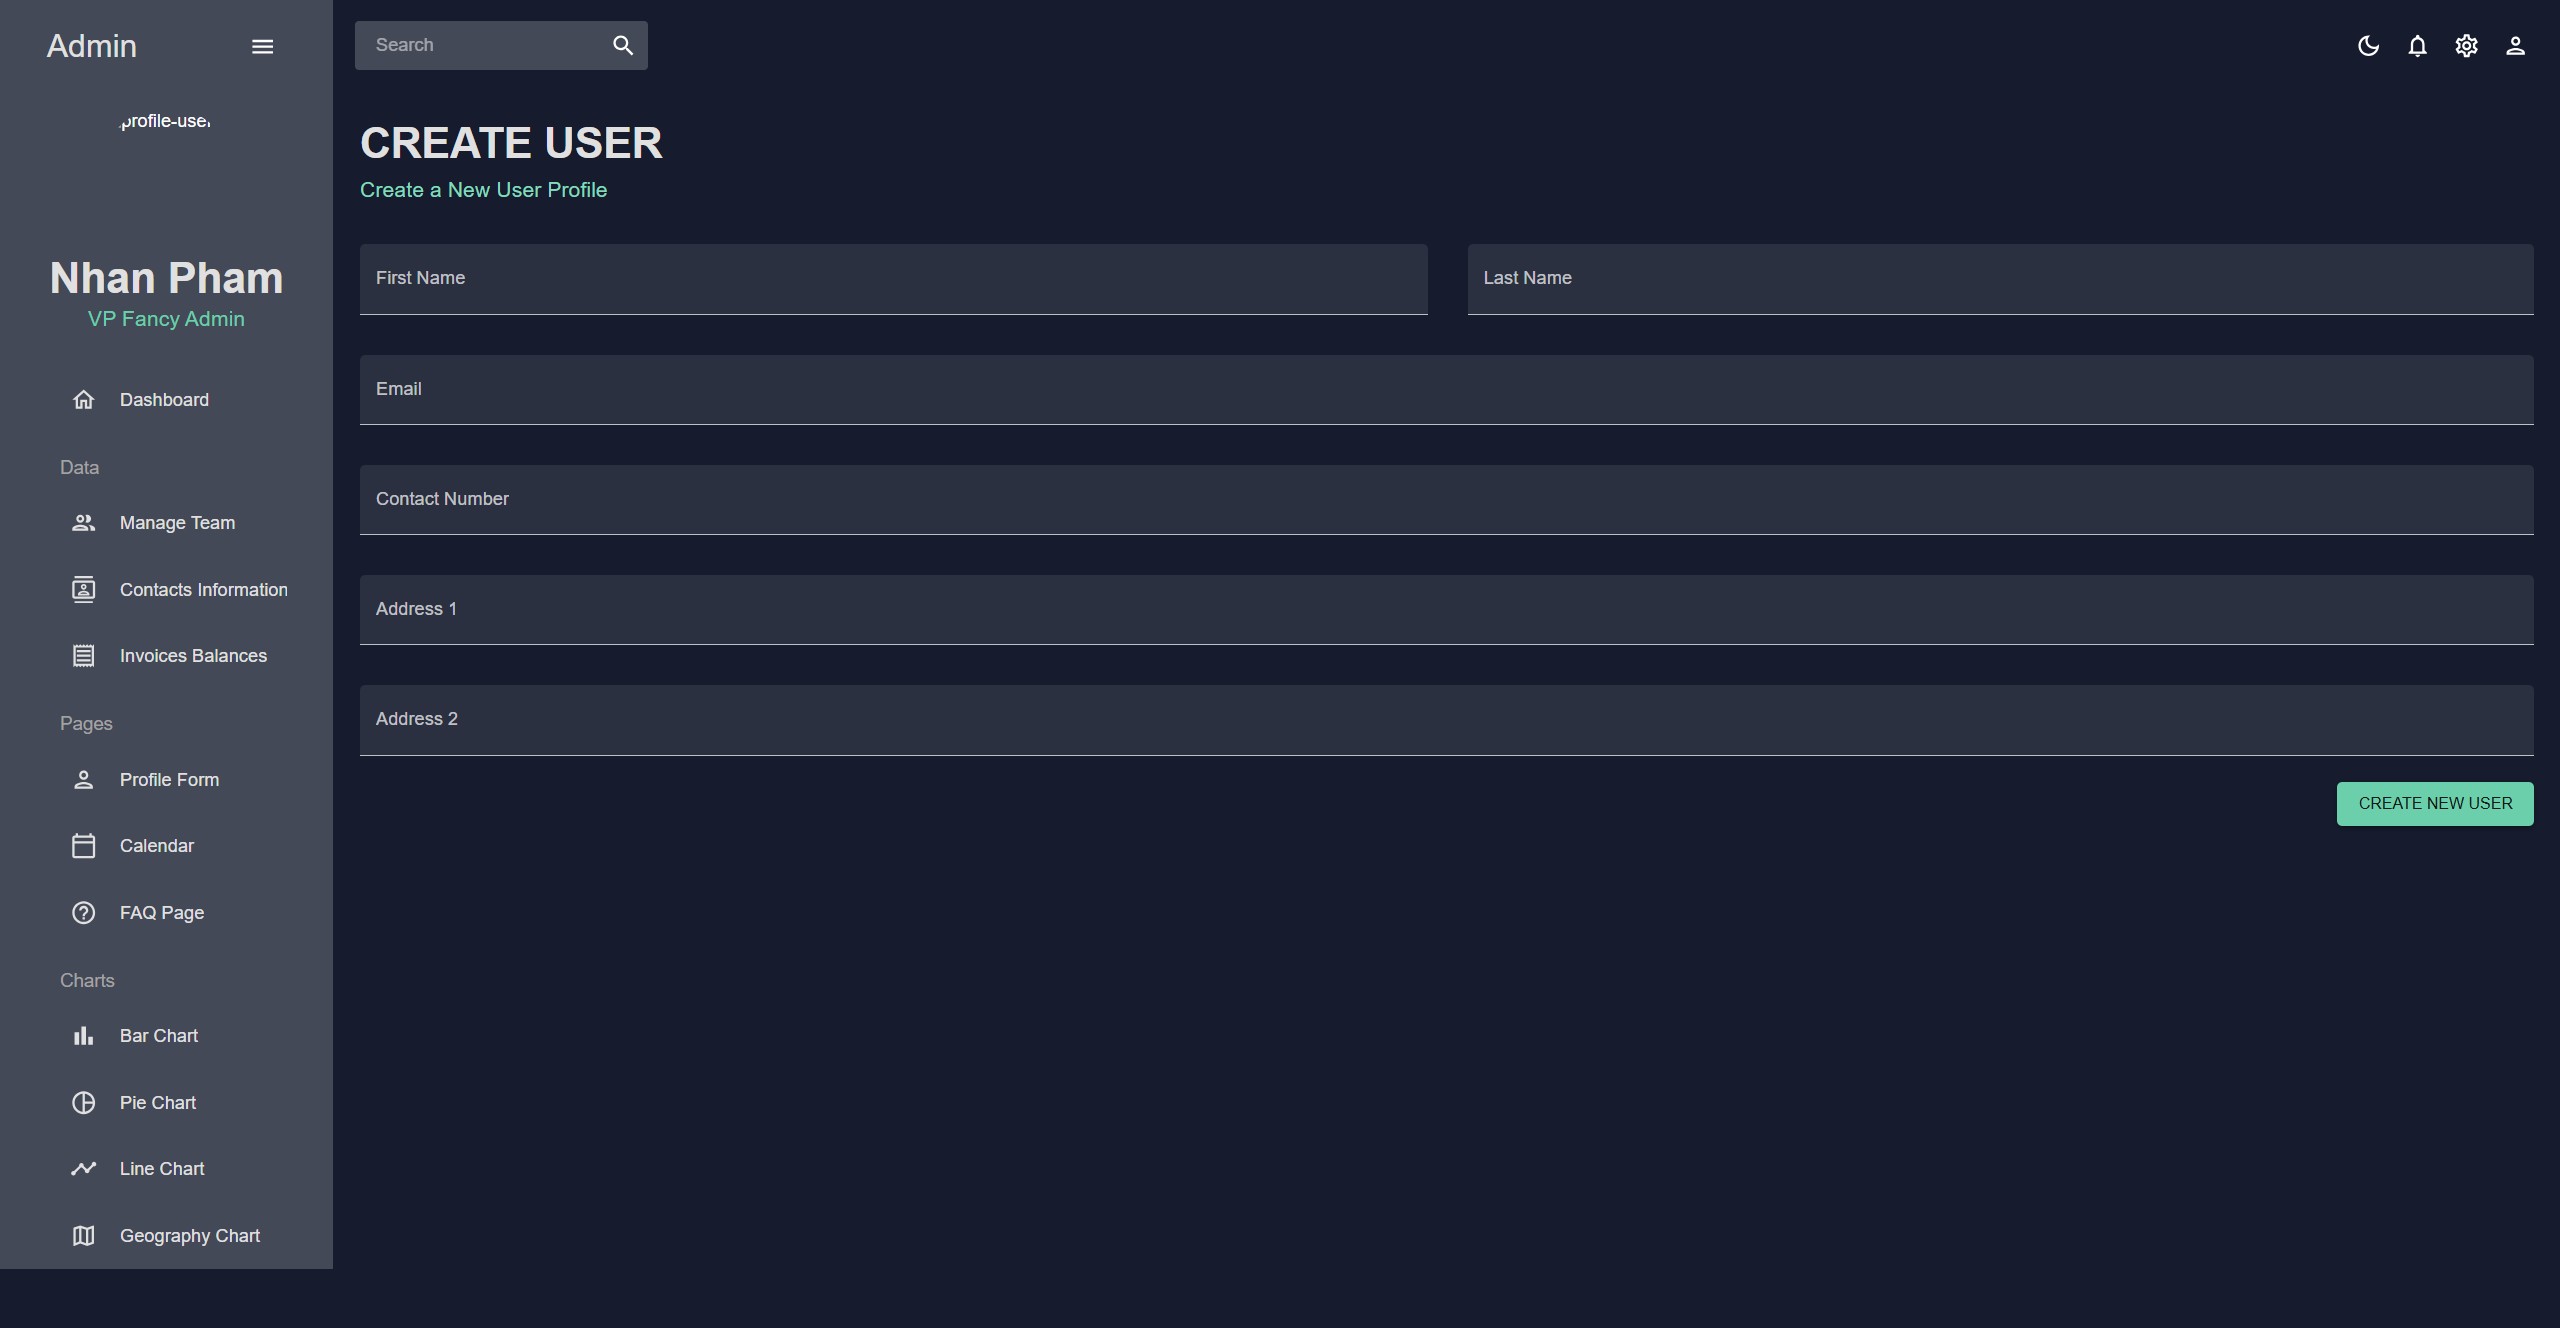 Admin
Search
profile-user
Nhan Pham
VP Fancy Admin
Dashboard
Data
Manage Team
Contacts Information
Invoices Balances
Pages
Profile Form
Calendar
FAQ Page
Charts
Bar Chart
Pie Chart
Line Chart
Geography Chart
CREATE USER
Create a New User Profile
First Name
Last Name
Email
Contact Number
Address 1
Address 2
CREATE NEW USER